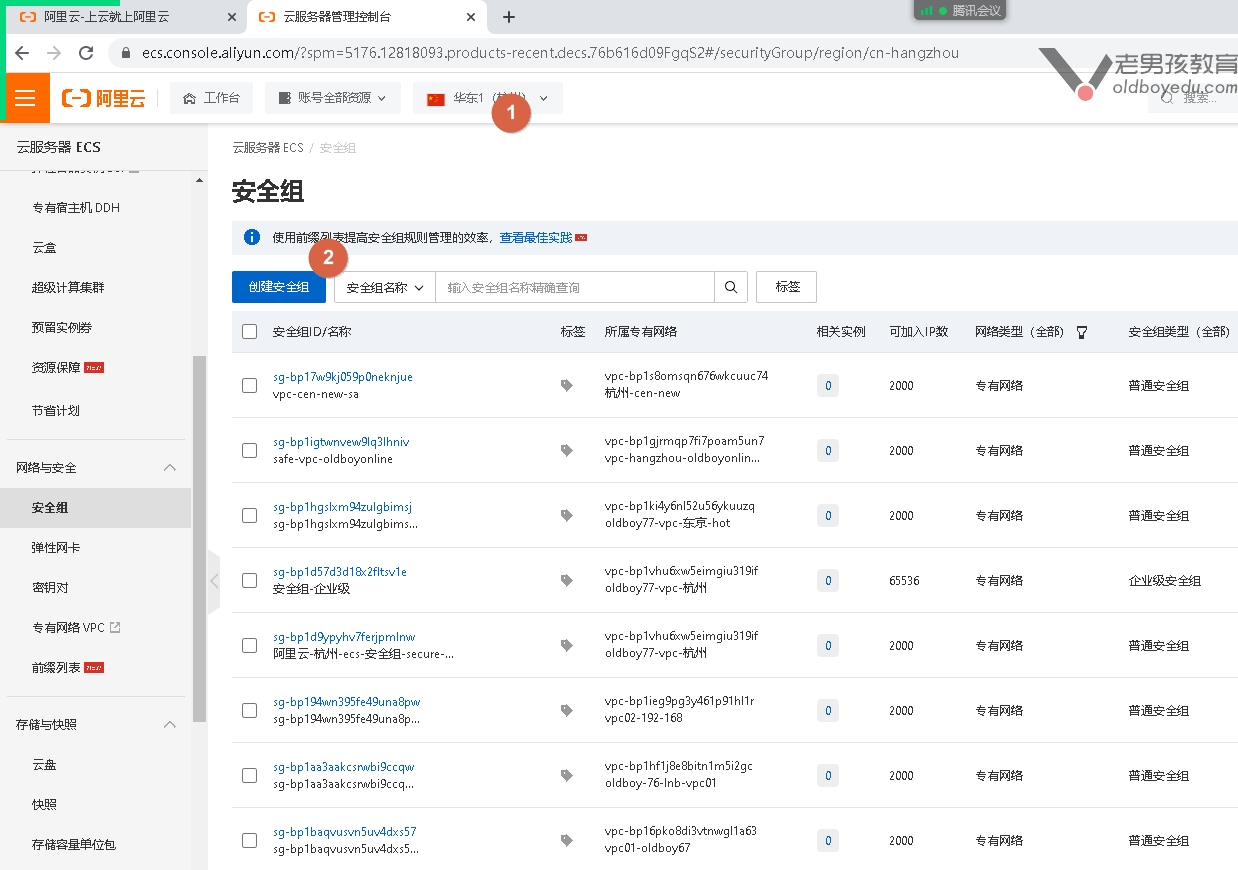 阿里云-上云就上阿里云
云服务器管理控制台
腾讯会议
ecs.console.aliyun.com/?spm=5176.12818093.products-recent.decs.76b616d09FgqS2#/securityGroup/region/cn-hangzhou
老男孩教育
oldboyedu.com
阿里云
工作台
账号全部资源
华东1
1
搜索...
云服务器 ECS
云服务器 ECS / 安全组
专有宿主机 DDH
云盒
超级计算集群
预留实例券
资源保障
节省计划
网络与安全
安全组
弹性网卡
密钥对
专有网络 VPC
前缀列表
存储与快照
云盘
快照
存储容量单位包
安全组
使用前缀列表提高安全组规则管理的效率, 查看最佳实践
2
创建安全组
安全组名称
输入安全组名称精确查询
标签
安全组ID/名称 标签 所属专有网络 相关实例 可加入IP数 网络类型（全部） 安全组类型（全部）
sg-bp17w9kj059p0neknjue vpc-bp1s8omsqn676wkcuuc74 0 2000 专有网络 普通安全组
vpc-cen-new-sa 杭州-cen-new
sg-bp1igtwnvew9lq3lhniv vpc-bp1gjrmqp7fi7poam5un7 0 2000 专有网络 普通安全组
safe-vpc-oldboyonline vpc-hangzhou-oldboyonlin...
sg-bp1hgslxm94zulgbimsj vpc-bp1ki4y6nl52u56ykuuzq 0 2000 专有网络 普通安全组
sg-bp1hgslxm94zulgbims... oldboy77-vpc-东京-hot
sg-bp1d57d3d18x2fltsv1e vpc-bp1vhu6xw5eimgiu319if 0 65536 专有网络 企业级安全组
安全组-企业级 oldboy77-vpc-杭州
sg-bp1d9ypyhv7ferjpmlnw vpc-bp1vhu6xw5eimgiu319if 0 2000 专有网络 普通安全组
阿里云-杭州-ecs-安全组-secure-... oldboy77-vpc-杭州
sg-bp194wn395fe49una8pw vpc-bp1ieg9pg3y461p91hl1r 0 2000 专有网络 普通安全组
sg-bp194wn395fe49una8p... vpc02-192-168
sg-bp1aa3aakcsrwbi9ccqw vpc-bp1hf1j8e8bitn1m5i2gc 0 2000 专有网络 普通安全组
sg-bp1aa3aakcsrwbi9ccq... oldboy-76-lnb-vpc01
sg-bp1baqvusvn5uv4dxs57 vpc-bp16pko8di3vtnwgl1a63 0 2000 专有网络 普通安全组
sg-bp1baqvusvn5uv4dxs5... vpc01-oldboy67